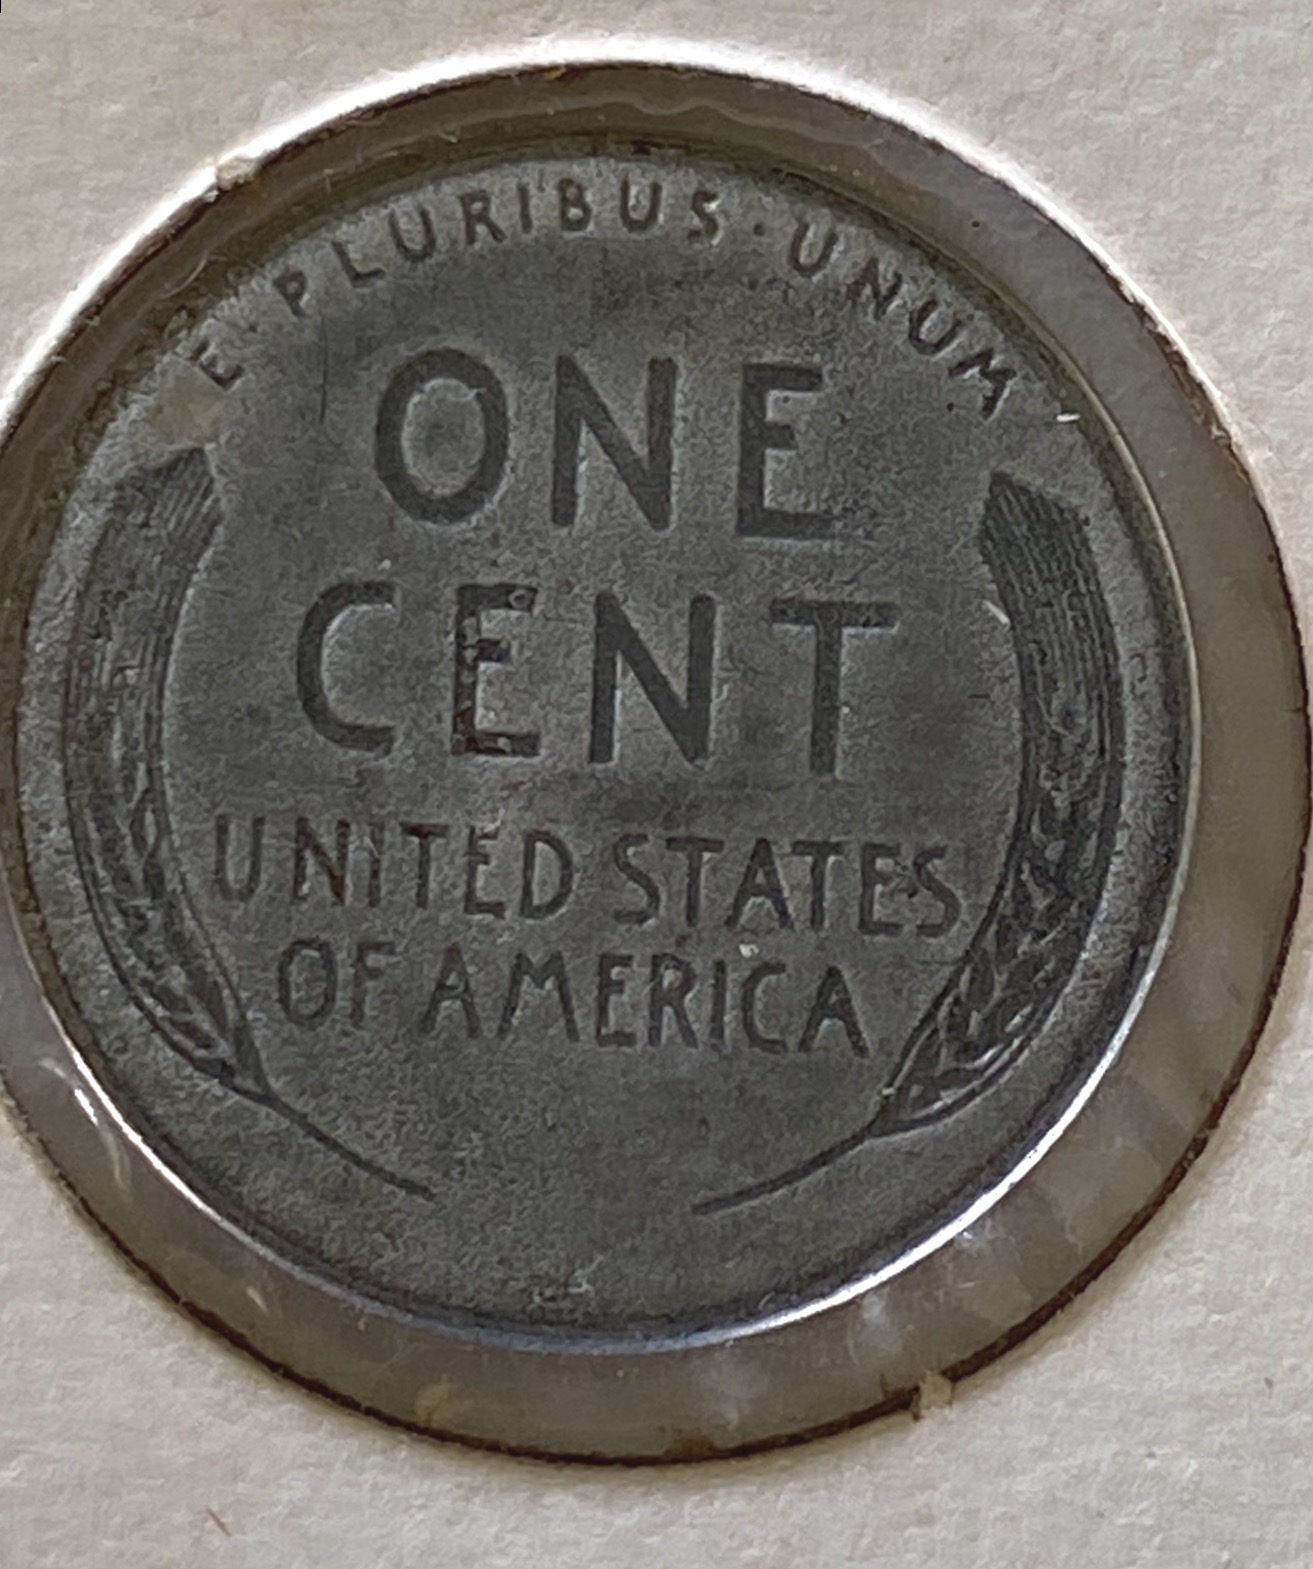 E·PLURIBUS·UNUM
ONE
CENT
UNITED STATES
OF AMERICA